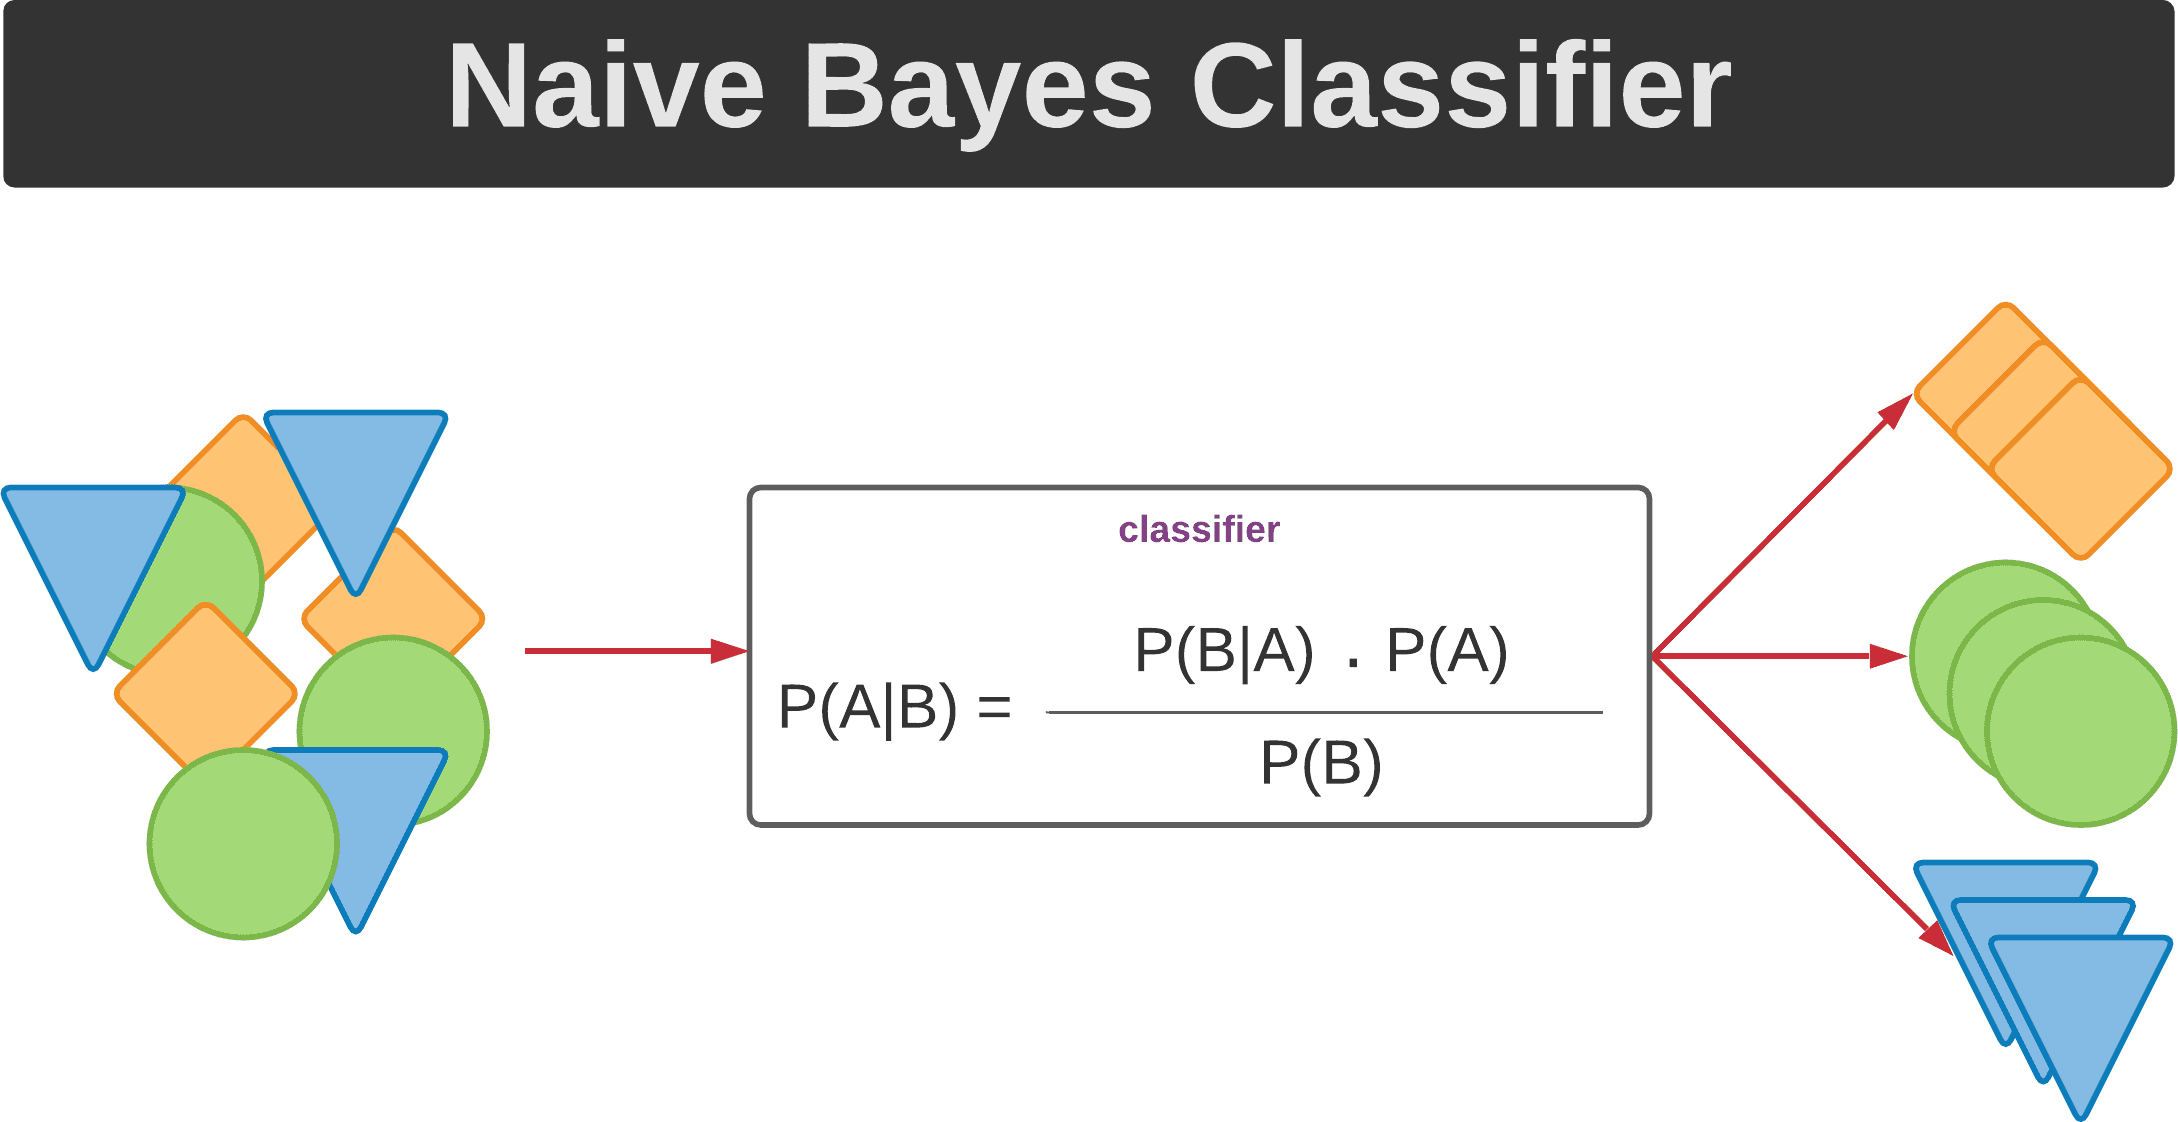 Naive Bayes Classifier
classifier
P(B|A) . P(A)
P(A|B) =
P(B)